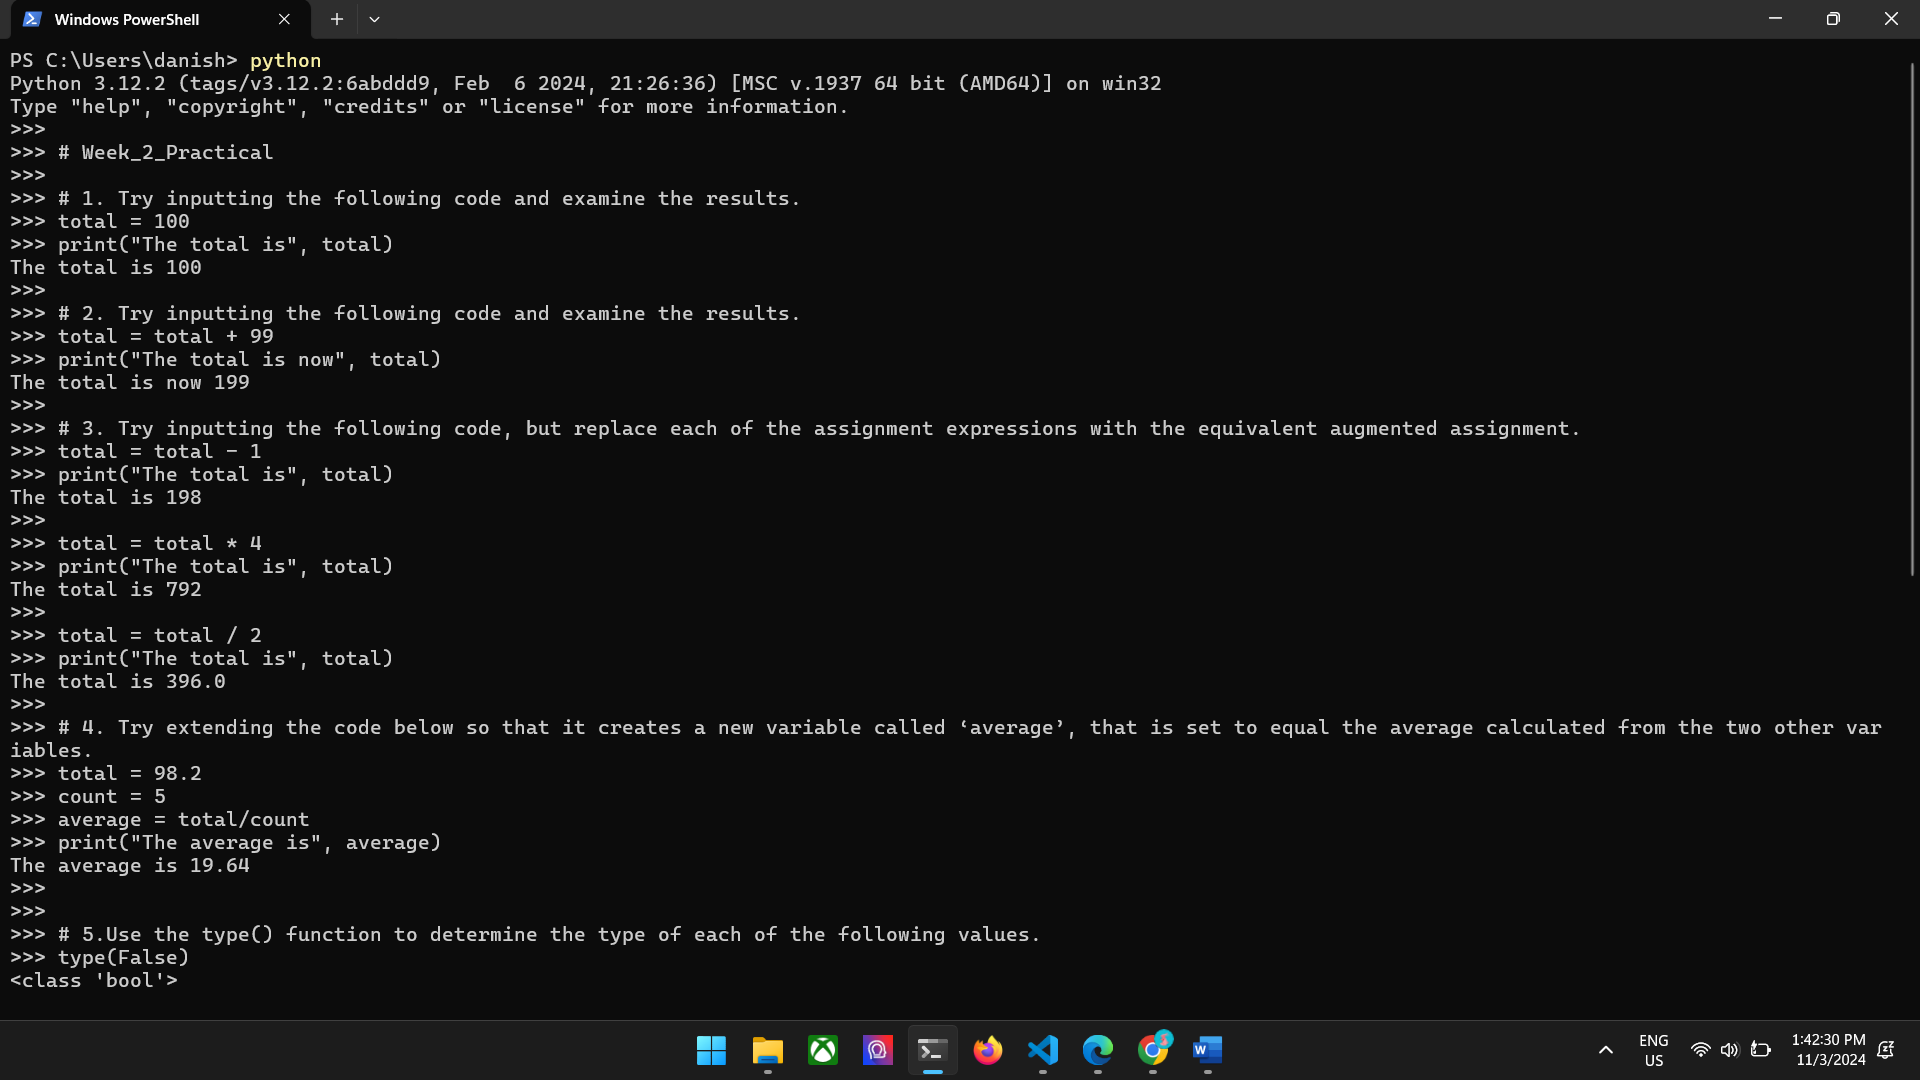 Windows PowerShell
PS C:\Users\danish> python
Python 3.12.2 (tags/v3.12.2:6abddd9, Feb  6 2024, 21:26:36) [MSC v.1937 64 bit (AMD64)] on win32
Type "help", "copyright", "credits" or "license" for more information.
>>>
>>> # Week_2_Practical
>>>
>>> # 1. Try inputting the following code and examine the results.
>>> total = 100
>>> print("The total is", total)
The total is 100
>>>
>>> # 2. Try inputting the following code and examine the results.
>>> total = total + 99
>>> print("The total is now", total)
The total is now 199
>>>
>>> # 3. Try inputting the following code, but replace each of the assignment expressions with the equivalent augmented assignment.
>>> total = total - 1
>>> print("The total is", total)
The total is 198
>>>
>>> total = total * 4
>>> print("The total is", total)
The total is 792
>>>
>>> total = total / 2
>>> print("The total is", total)
The total is 396.0
>>>
>>> # 4. Try extending the code below so that it creates a new variable called ‘average’, that is set to equal the average calculated from the two other var
iables.
>>> total = 98.2
>>> count = 5
>>> average = total/count
>>> print("The average is", average)
The average is 19.64
>>>
>>>
>>> # 5.Use the type() function to determine the type of each of the following values.
>>> type(False)
<class 'bool'>
ENG
US
1:42:30 PM
11/3/2024